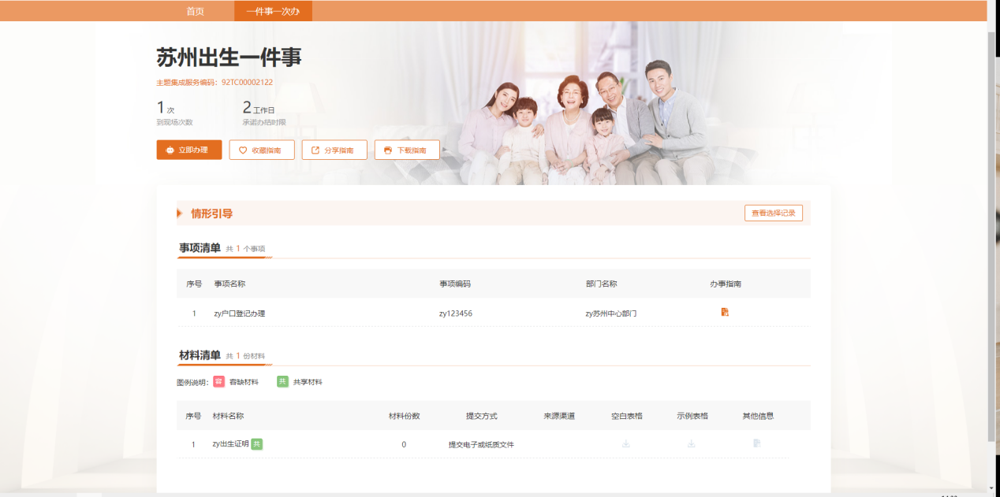 首页 一件事一次办
苏州出生一件事
主题集成服务编码：92TC00002122
1 次 2 工作日
到现场次数 承诺办结时限
立即办理 收藏指南 分享指南 下载指南
情形引导 查看选择记录
事项清单 共 1 个事项
序号 事项名称 事项编码 部门名称 办事指南
1 zy户口登记办理 zy123456 zy苏州中心部门
材料清单 共 1 份材料
图例说明： 容 容缺材料 共 共享材料
序号 材料名称 材料份数 提交方式 来源渠道 空白表格 示例表格 其他信息
1 zy出生证明 共 0 提交电子或纸质文件